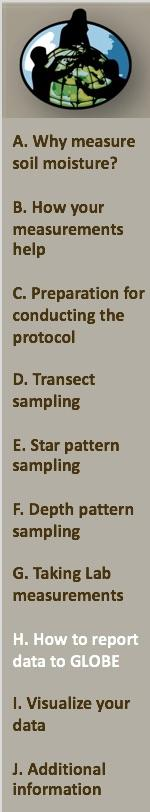 A. Why measure
soil moisture?
B. How your
measurements
help
C. Preparation for
conducting the
protocol
D. Transect
sampling
E. Star pattern
sampling
F. Depth pattern
sampling
G. Taking Lab
measurements
H. How to report
data to GLOBE
I. Visualize your
data
J. Additional
information